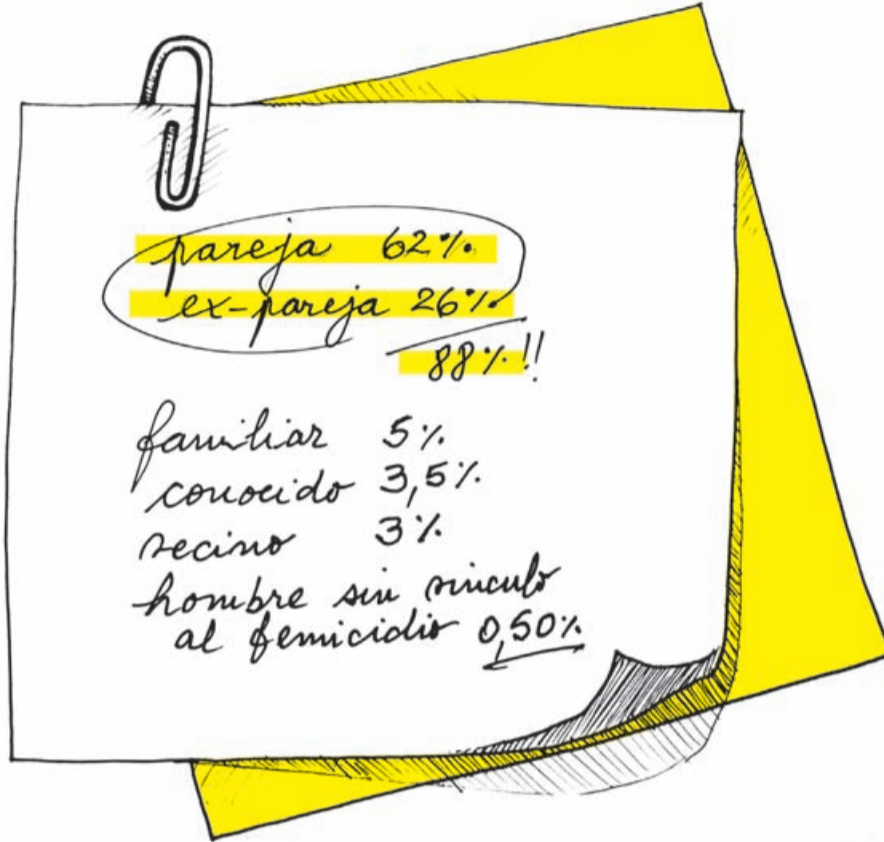 pareja 62%
ex-pareja 26%
88%!!
familiar 5%
conocido 3,5%
vecino 3%
hombre sin vinculo
al femicidio 0,50%